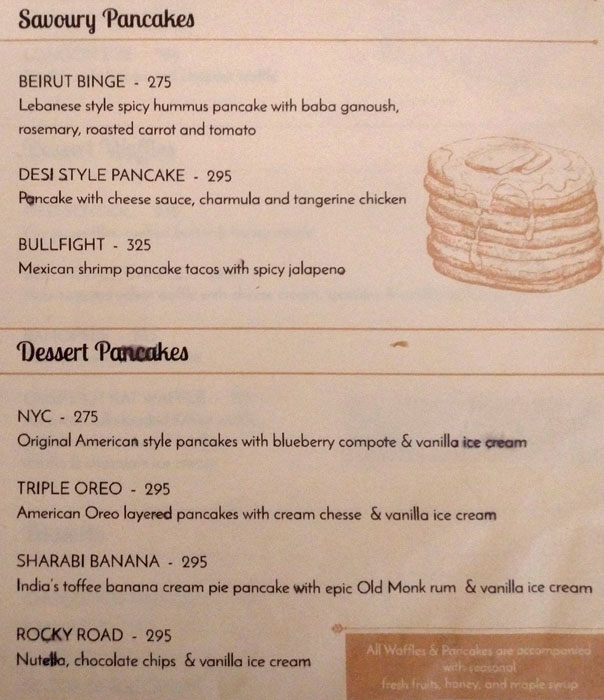 Savoury Pancakes
BEIRUT BINGE - 275
Lebanese style spicy hummus pancake with baba ganoush,
rosemary, roasted carrot and tomato
DESI STYLE PANCAKE - 295
Pancake with cheese sauce, charmula and tangerine chicken
BULLFIGHT - 325
Mexican shrimp pancake tacos with spicy jalapeno
Dessert Pancakes
NYC - 275
Original American style pancakes with blueberry compote & vanilla ice cream
TRIPLE OREO - 295
American Oreo layered pancakes with cream chesse & vanilla ice cream
SHARABI BANANA - 295
India's toffee banana cream pie pancake with epic Old Monk rum & vanilla ice cream
ROCKY ROAD - 295
Nutella, chocolate chips & vanilla ice cream
All Waffles & Pancakes are accompanied
with seasonal
fresh fruits, honey, and maple syrup